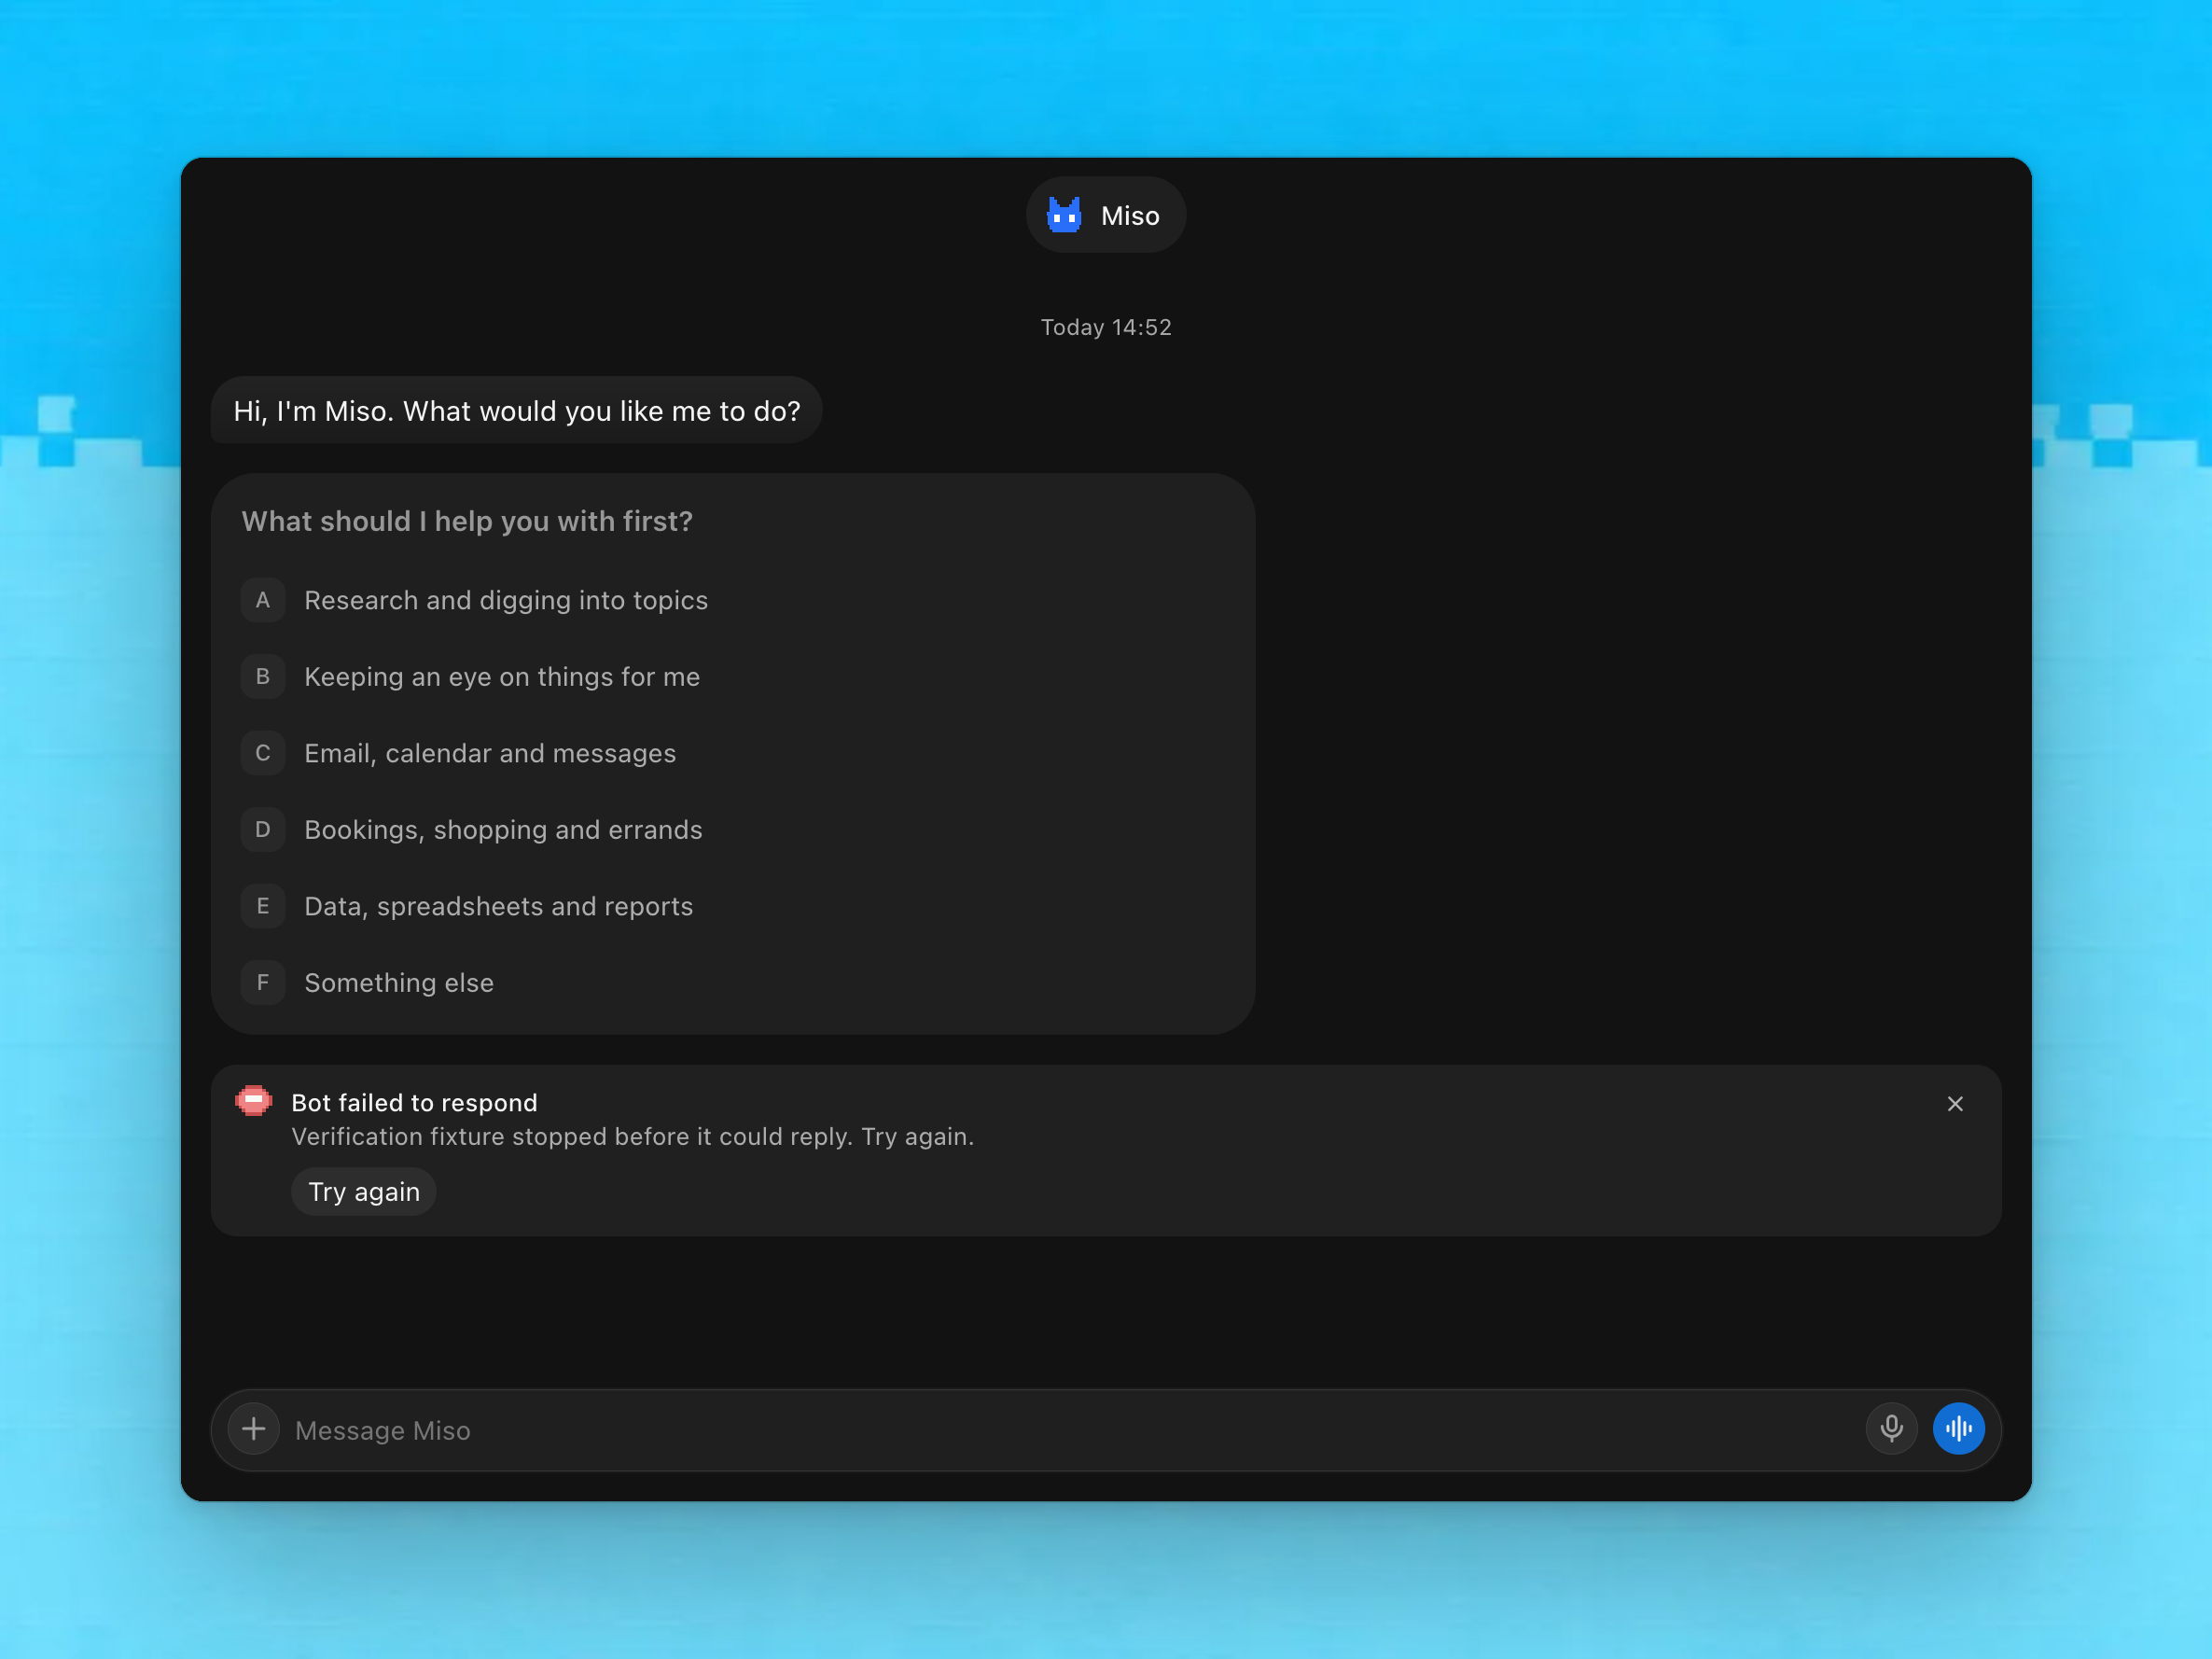 Miso
Today 14:52
Hi, I'm Miso. What would you like me to do?
What should I help you with first?
A Research and digging into topics
B Keeping an eye on things for me
C Email, calendar and messages
D Bookings, shopping and errands
E Data, spreadsheets and reports
F Something else
Bot failed to respond
Verification fixture stopped before it could reply. Try again.
Try again
Message Miso